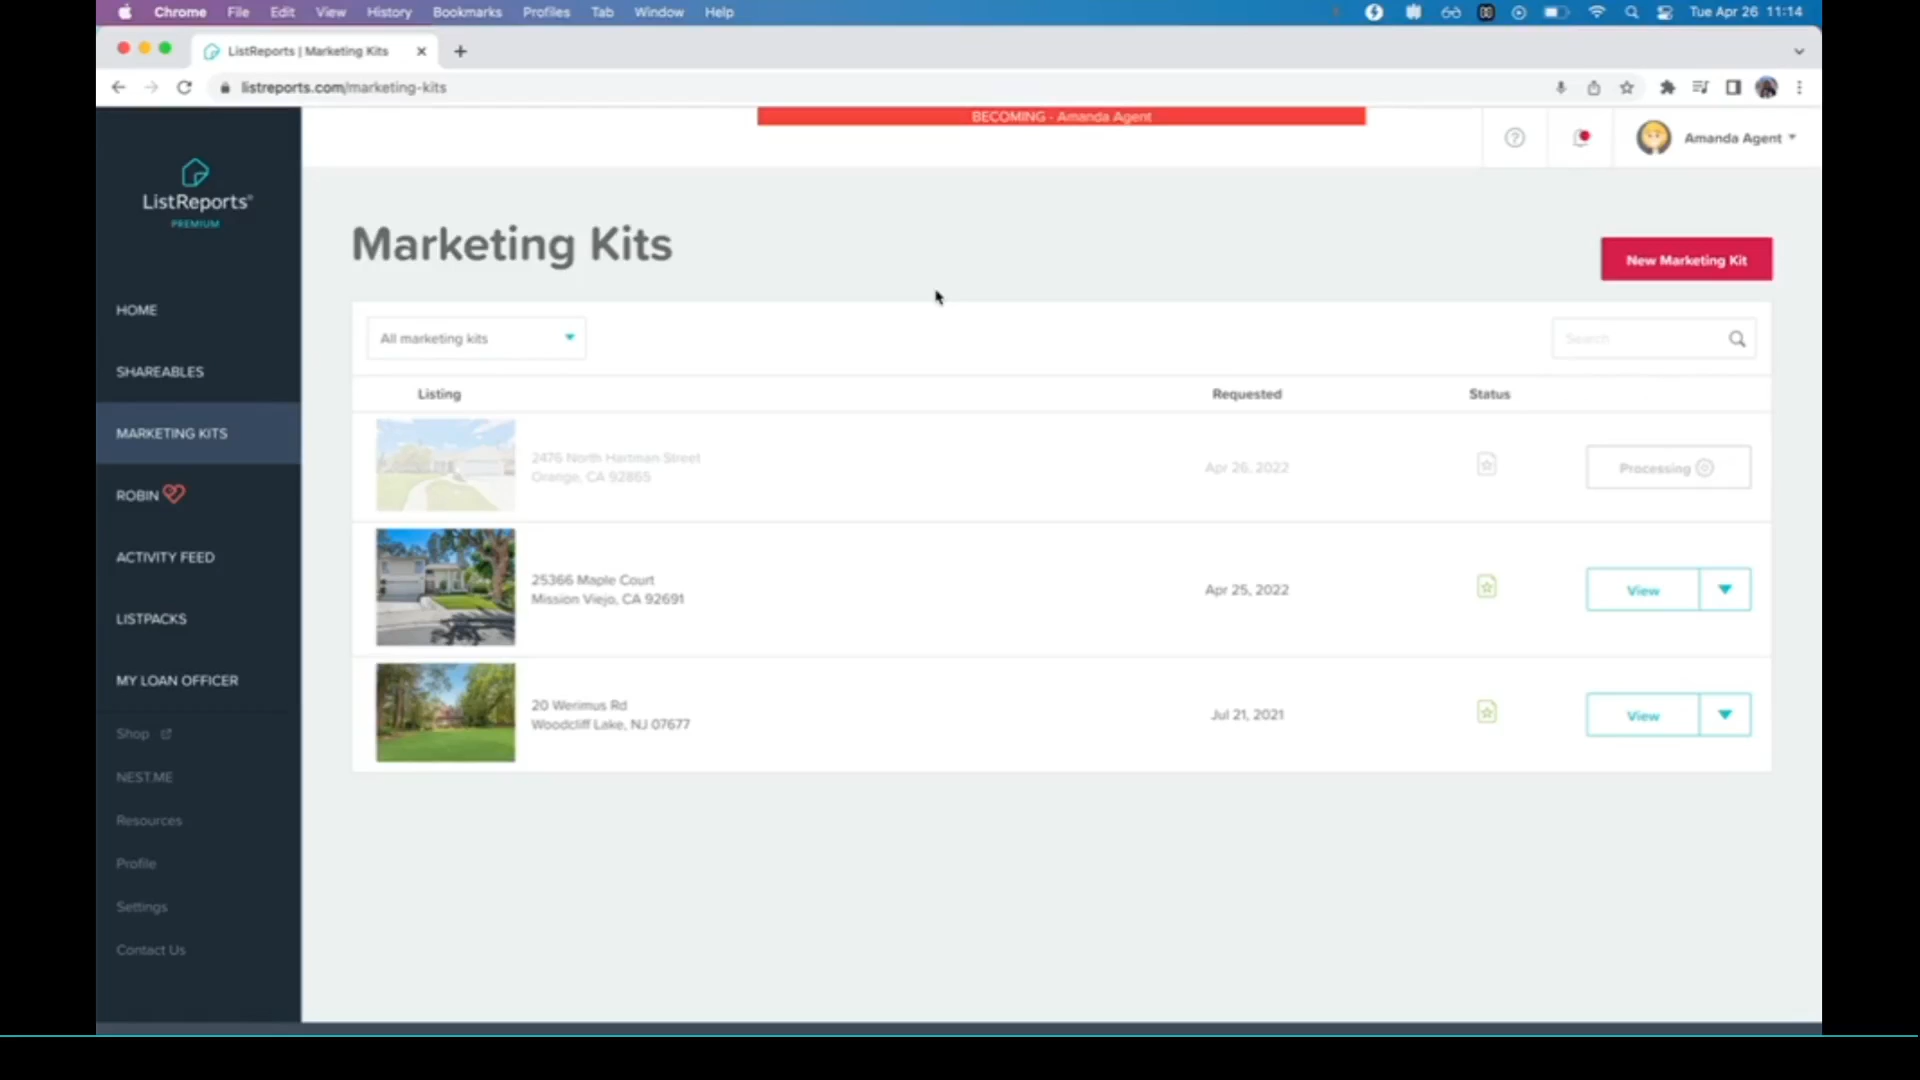 Chrome File Edit View History Bookmarks Profiles Tab Window Help Tue Apr 26 11:14
ListReports | Marketing Kits
listreports.com/marketing-kits
BECOMING - Amanda Agent
Amanda Agent
ListReports®
PREMIUM
Marketing Kits
New Marketing Kit
HOME
SHAREABLES
MARKETING KITS
ROBIN
ACTIVITY FEED
LISTPACKS
MY LOAN OFFICER
Shop
NEST.ME
Resources
Profile
Settings
Contact Us
All marketing kits
Search
Listing Requested Status
2476 North Hartman Street
Orange, CA 92865
Apr 26, 2022
Processing
25366 Maple Court
Mission Viejo, CA 92691
Apr 25, 2022
View
20 Werimus Rd
Woodcliff Lake, NJ 07677
Jul 21, 2021
View